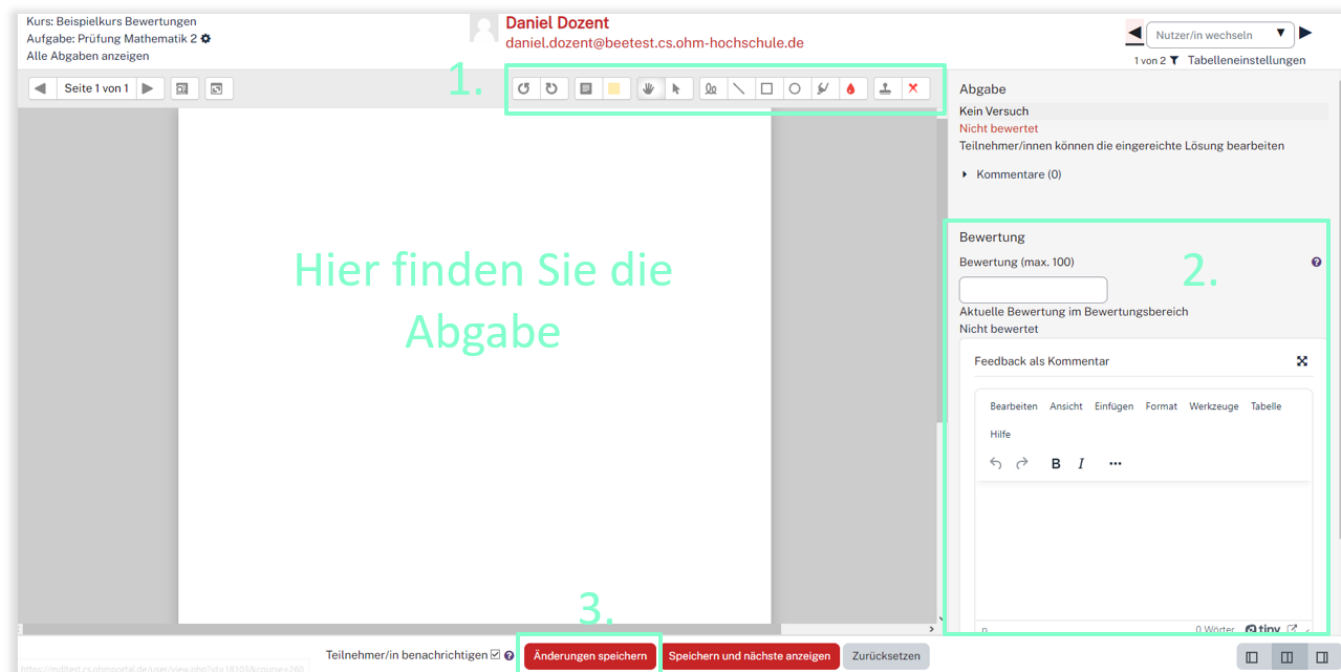 Kurs: Beispielkurs Bewertungen
Aufgabe: Prüfung Mathematik 2
Alle Abgaben anzeigen
Daniel Dozent
daniel.dozent@beetest.cs.ohm-hochschule.de
Nutzer/in wechseln
1 von 2 Tabelleneinstellungen
Seite 1 von 1
1.
Abgabe
Kein Versuch
Nicht bewertet
Teilnehmer/innen können die eingereichte Lösung bearbeiten
Kommentare (0)
Hier finden Sie die
Abgabe
Bewertung
Bewertung (max. 100)
2.
Aktuelle Bewertung im Bewertungsbereich
Nicht bewertet
Feedback als Kommentar
Bearbeiten Ansicht Einfügen Format Werkzeuge Tabelle
Hilfe
B I
0 Wörter tiny
3.
Teilnehmer/in benachrichtigen
Änderungen speichern
Speichern und nächste anzeigen
Zurücksetzen